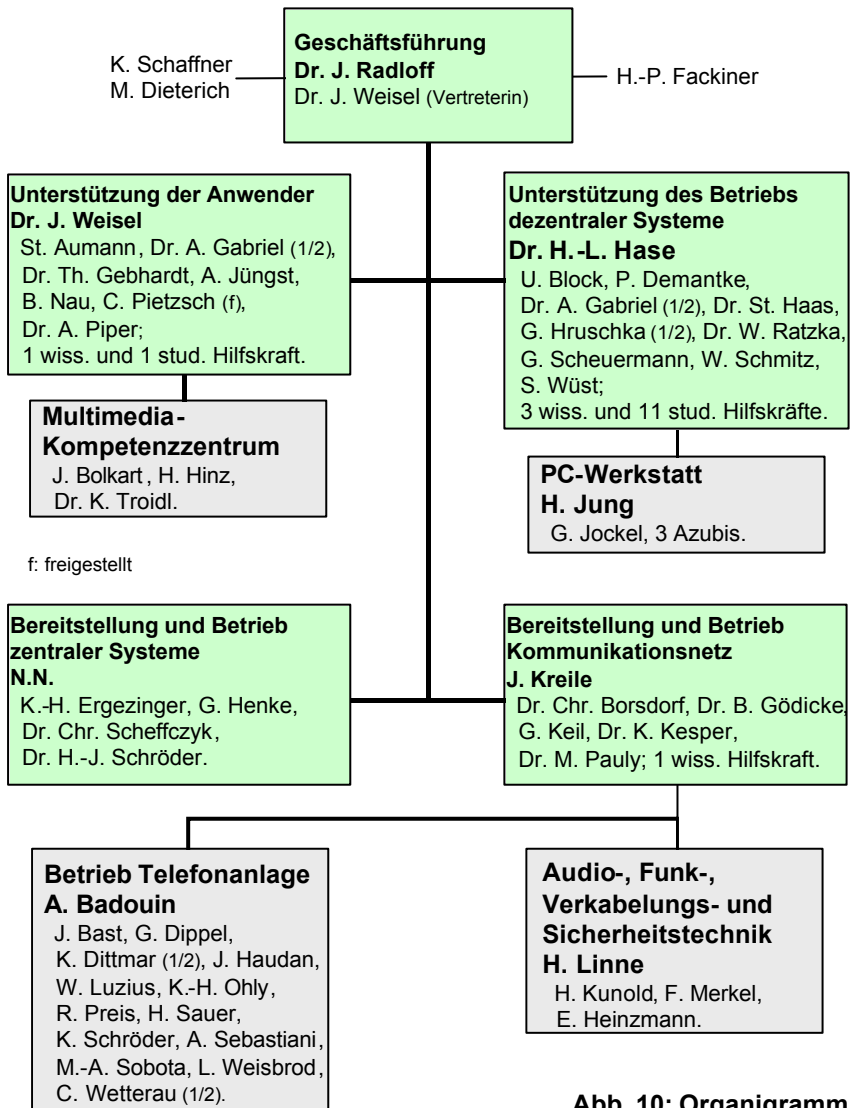 K. Schaffner
M. Dieterich
Geschäftsführung
Dr. J. Radloff
Dr. J. Weisel (Vertreterin)
H.-P. Fackiner
Unterstützung der Anwender
Dr. J. Weisel
St. Aumann, Dr. A. Gabriel (1/2),
Dr. Th. Gebhardt, A. Jüngst,
B. Nau, C. Pietzsch (f),
Dr. A. Piper;
1 wiss. und 1 stud. Hilfskraft.
Unterstützung des Betriebs
dezentraler Systeme
Dr. H.-L. Hase
U. Block, P. Demantke,
Dr. A. Gabriel (1/2), Dr. St. Haas,
G. Hruschka (1/2), Dr. W. Ratzka,
G. Scheuermann, W. Schmitz,
S. Wüst;
3 wiss. und 11 stud. Hilfskräfte.
Multimedia-
Kompetenzzentrum
J. Bolkart, H. Hinz,
Dr. K. Troidl.
PC-Werkstatt
H. Jung
G. Jockel, 3 Azubis.
f: freigestellt
Bereitstellung und Betrieb
zentraler Systeme
N.N.
K.-H. Ergezinger, G. Henke,
Dr. Chr. Scheffczyk,
Dr. H.-J. Schröder.
Bereitstellung und Betrieb
Kommunikationsnetz
J. Kreile
Dr. Chr. Borsdorf, Dr. B. Gödicke,
G. Keil, Dr. K. Kesper,
Dr. M. Pauly; 1 wiss. Hilfskraft.
Betrieb Telefonanlage
A. Badouin
J. Bast, G. Dippel,
K. Dittmar (1/2), J. Haudan,
W. Luzius, K.-H. Ohly,
R. Preis, H. Sauer,
K. Schröder, A. Sebastiani,
M.-A. Sobota, L. Weisbrod,
C. Wetterau (1/2).
Audio-, Funk-,
Verkabelungs- und
Sicherheitstechnik
H. Linne
H. Kunold, F. Merkel,
E. Heinzmann.
Abb. 10: Organigramm